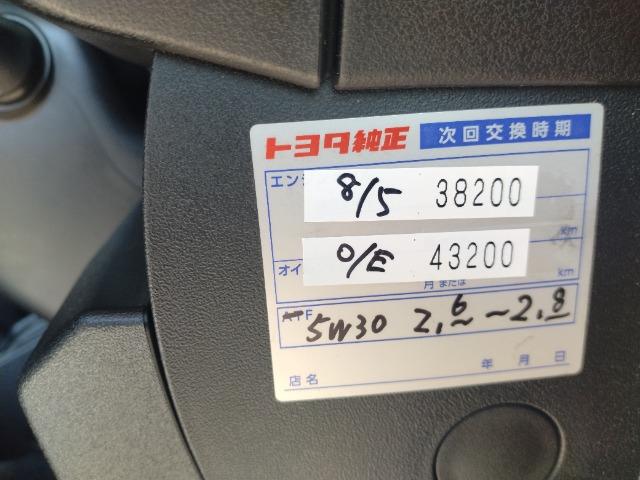 トヨタ純正 次回交換時期
エン
8/5 38200
km
O/E 43200
オイ 月 または km
ATF 5W30 2,6~~2,8
年 月 日
店名